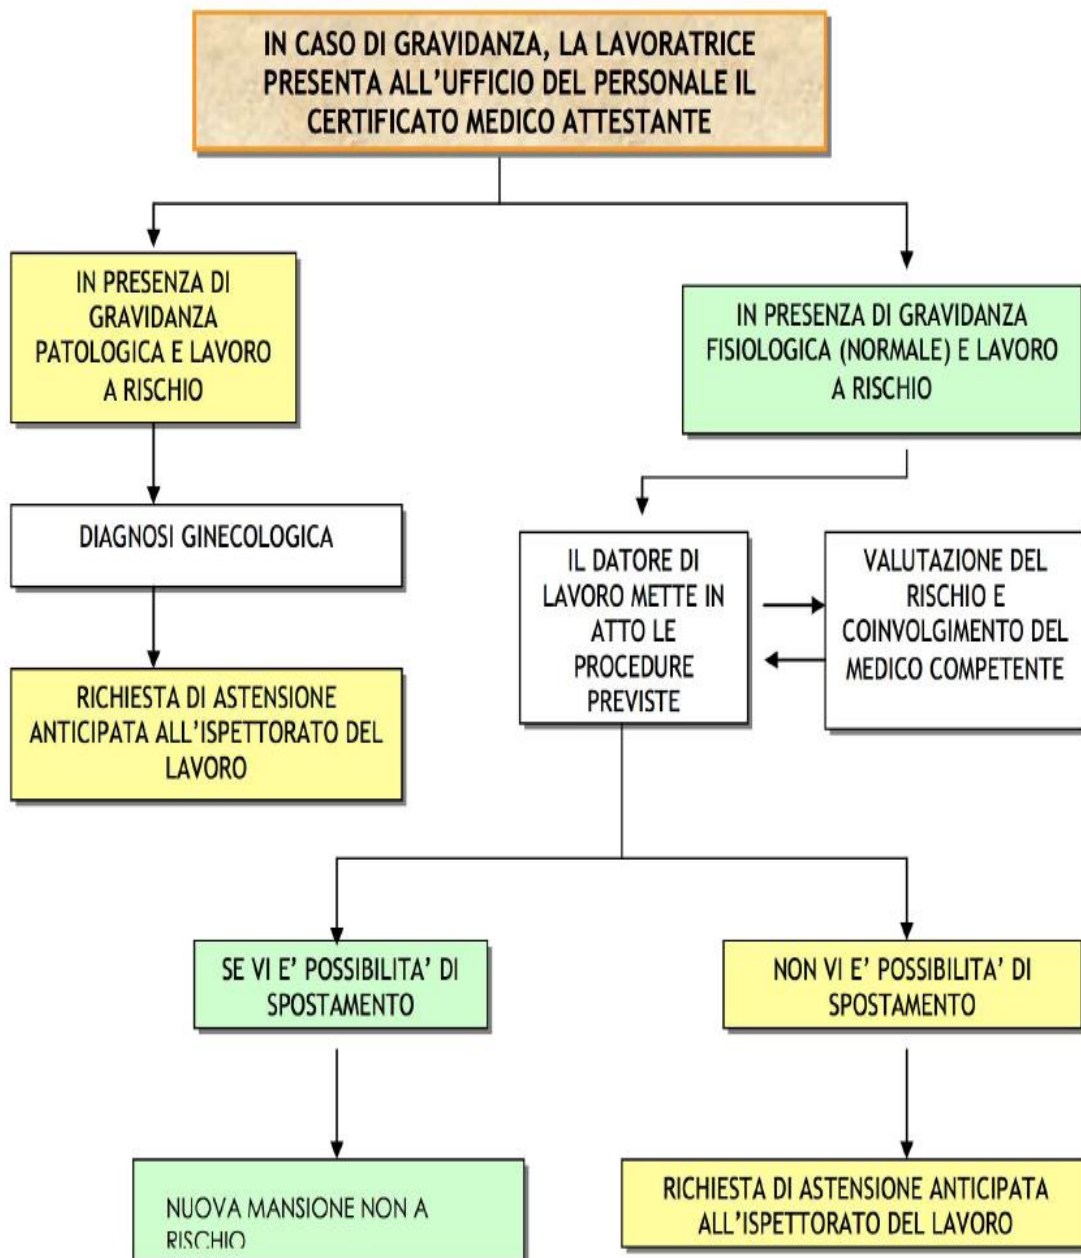 IN CASO DI GRAVIDANZA, LA LAVORATRICE
PRESENTA ALL'UFFICIO DEL PERSONALE IL
CERTIFICATO MEDICO ATTESTANTE
IN PRESENZA DI
GRAVIDANZA
PATOLOGICA E LAVORO
A RISCHIO
IN PRESENZA DI GRAVIDANZA
FISIOLOGICA (NORMALE) E LAVORO
A RISCHIO
DIAGNOSI GINECOLOGICA
IL DATORE DI
LAVORO METTE IN
ATTO LE
PROCEDURE
PREVISTE
VALUTAZIONE DEL
RISCHIO E
COINVOLGIMENTO DEL
MEDICO COMPETENTE
RICHIESTA DI ASTENSIONE
ANTICIPATA ALL'ISPETTORATO DEL
LAVORO
SE VI E' POSSIBILITA' DI
SPOSTAMENTO
NON VI E' POSSIBILITA' DI
SPOSTAMENTO
NUOVA MANSIONE NON A
RISCHIO
RICHIESTA DI ASTENSIONE ANTICIPATA
ALL'ISPETTORATO DEL LAVORO